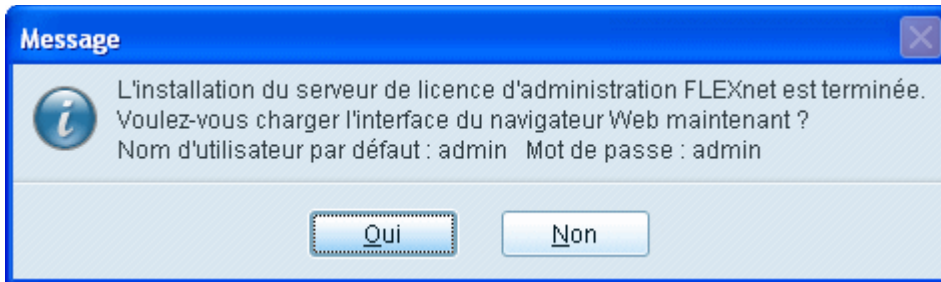 Message
L'installation du serveur de licence d'administration FLEXnet est terminée.
Voulez-vous charger l'interface du navigateur Web maintenant ?
Nom d'utilisateur par défaut : admin Mot de passe : admin
Oui
Non